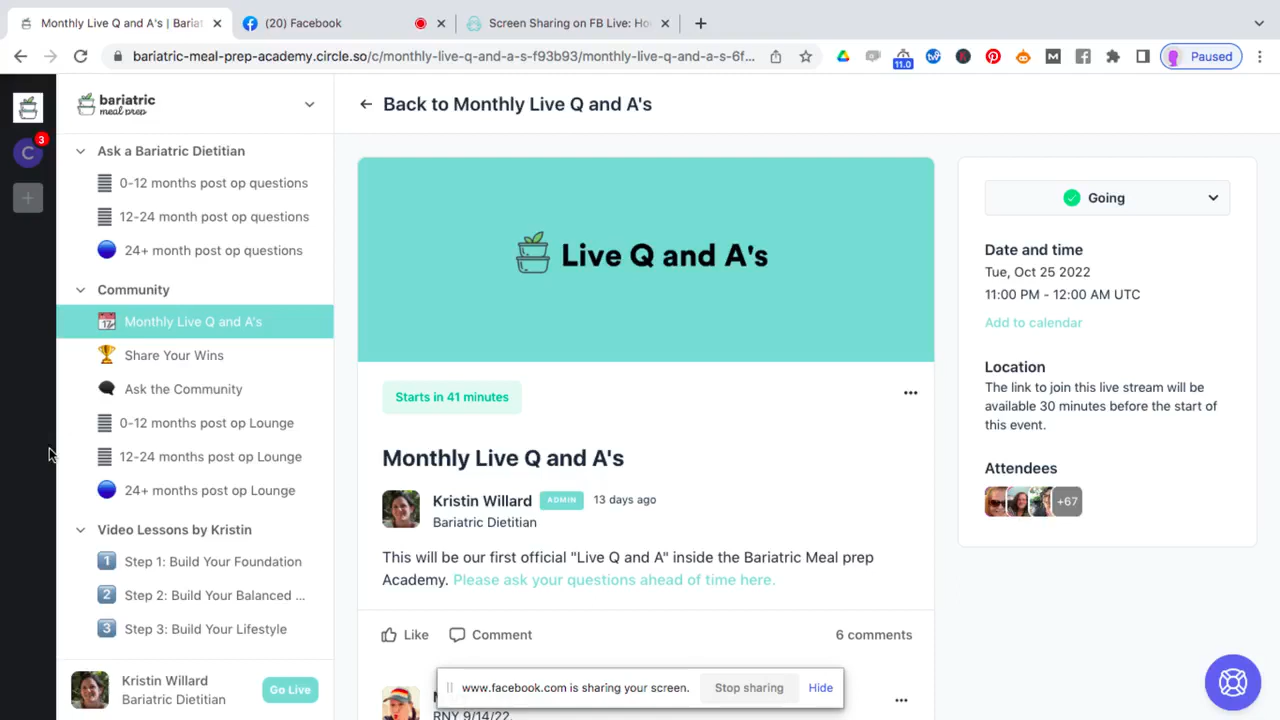 Monthly Live Q and A's | Bariat
(20) Facebook
Screen Sharing on FB Live: Ho
bariatric-meal-prep-academy.circle.so/c/monthly-live-q-and-a-s-f93b93/monthly-live-q-and-a-s-6f...
11.0
Paused
C
3
bariatric
meal prep
Ask a Bariatric Dietitian
0-12 months post op questions
12-24 month post op questions
24+ month post op questions
Community
Monthly Live Q and A's
Share Your Wins
Ask the Community
0-12 months post op Lounge
12-24 months post op Lounge
24+ months post op Lounge
Video Lessons by Kristin
1 Step 1: Build Your Foundation
2 Step 2: Build Your Balanced ...
3 Step 3: Build Your Lifestyle
Kristin Willard
Bariatric Dietitian
Go Live
Back to Monthly Live Q and A's
Live Q and A's
Starts in 41 minutes
Monthly Live Q and A's
Kristin Willard ADMIN 13 days ago
Bariatric Dietitian
This will be our first official "Live Q and A" inside the Bariatric Meal prep
Academy. Please ask your questions ahead of time here.
Like Comment 6 comments
www.facebook.com is sharing your screen. Stop sharing Hide
RNY 9/14/22.
Going
Date and time
Tue, Oct 25 2022
11:00 PM - 12:00 AM UTC
Add to calendar
Location
The link to join this live stream will be
available 30 minutes before the start of
this event.
Attendees
+67